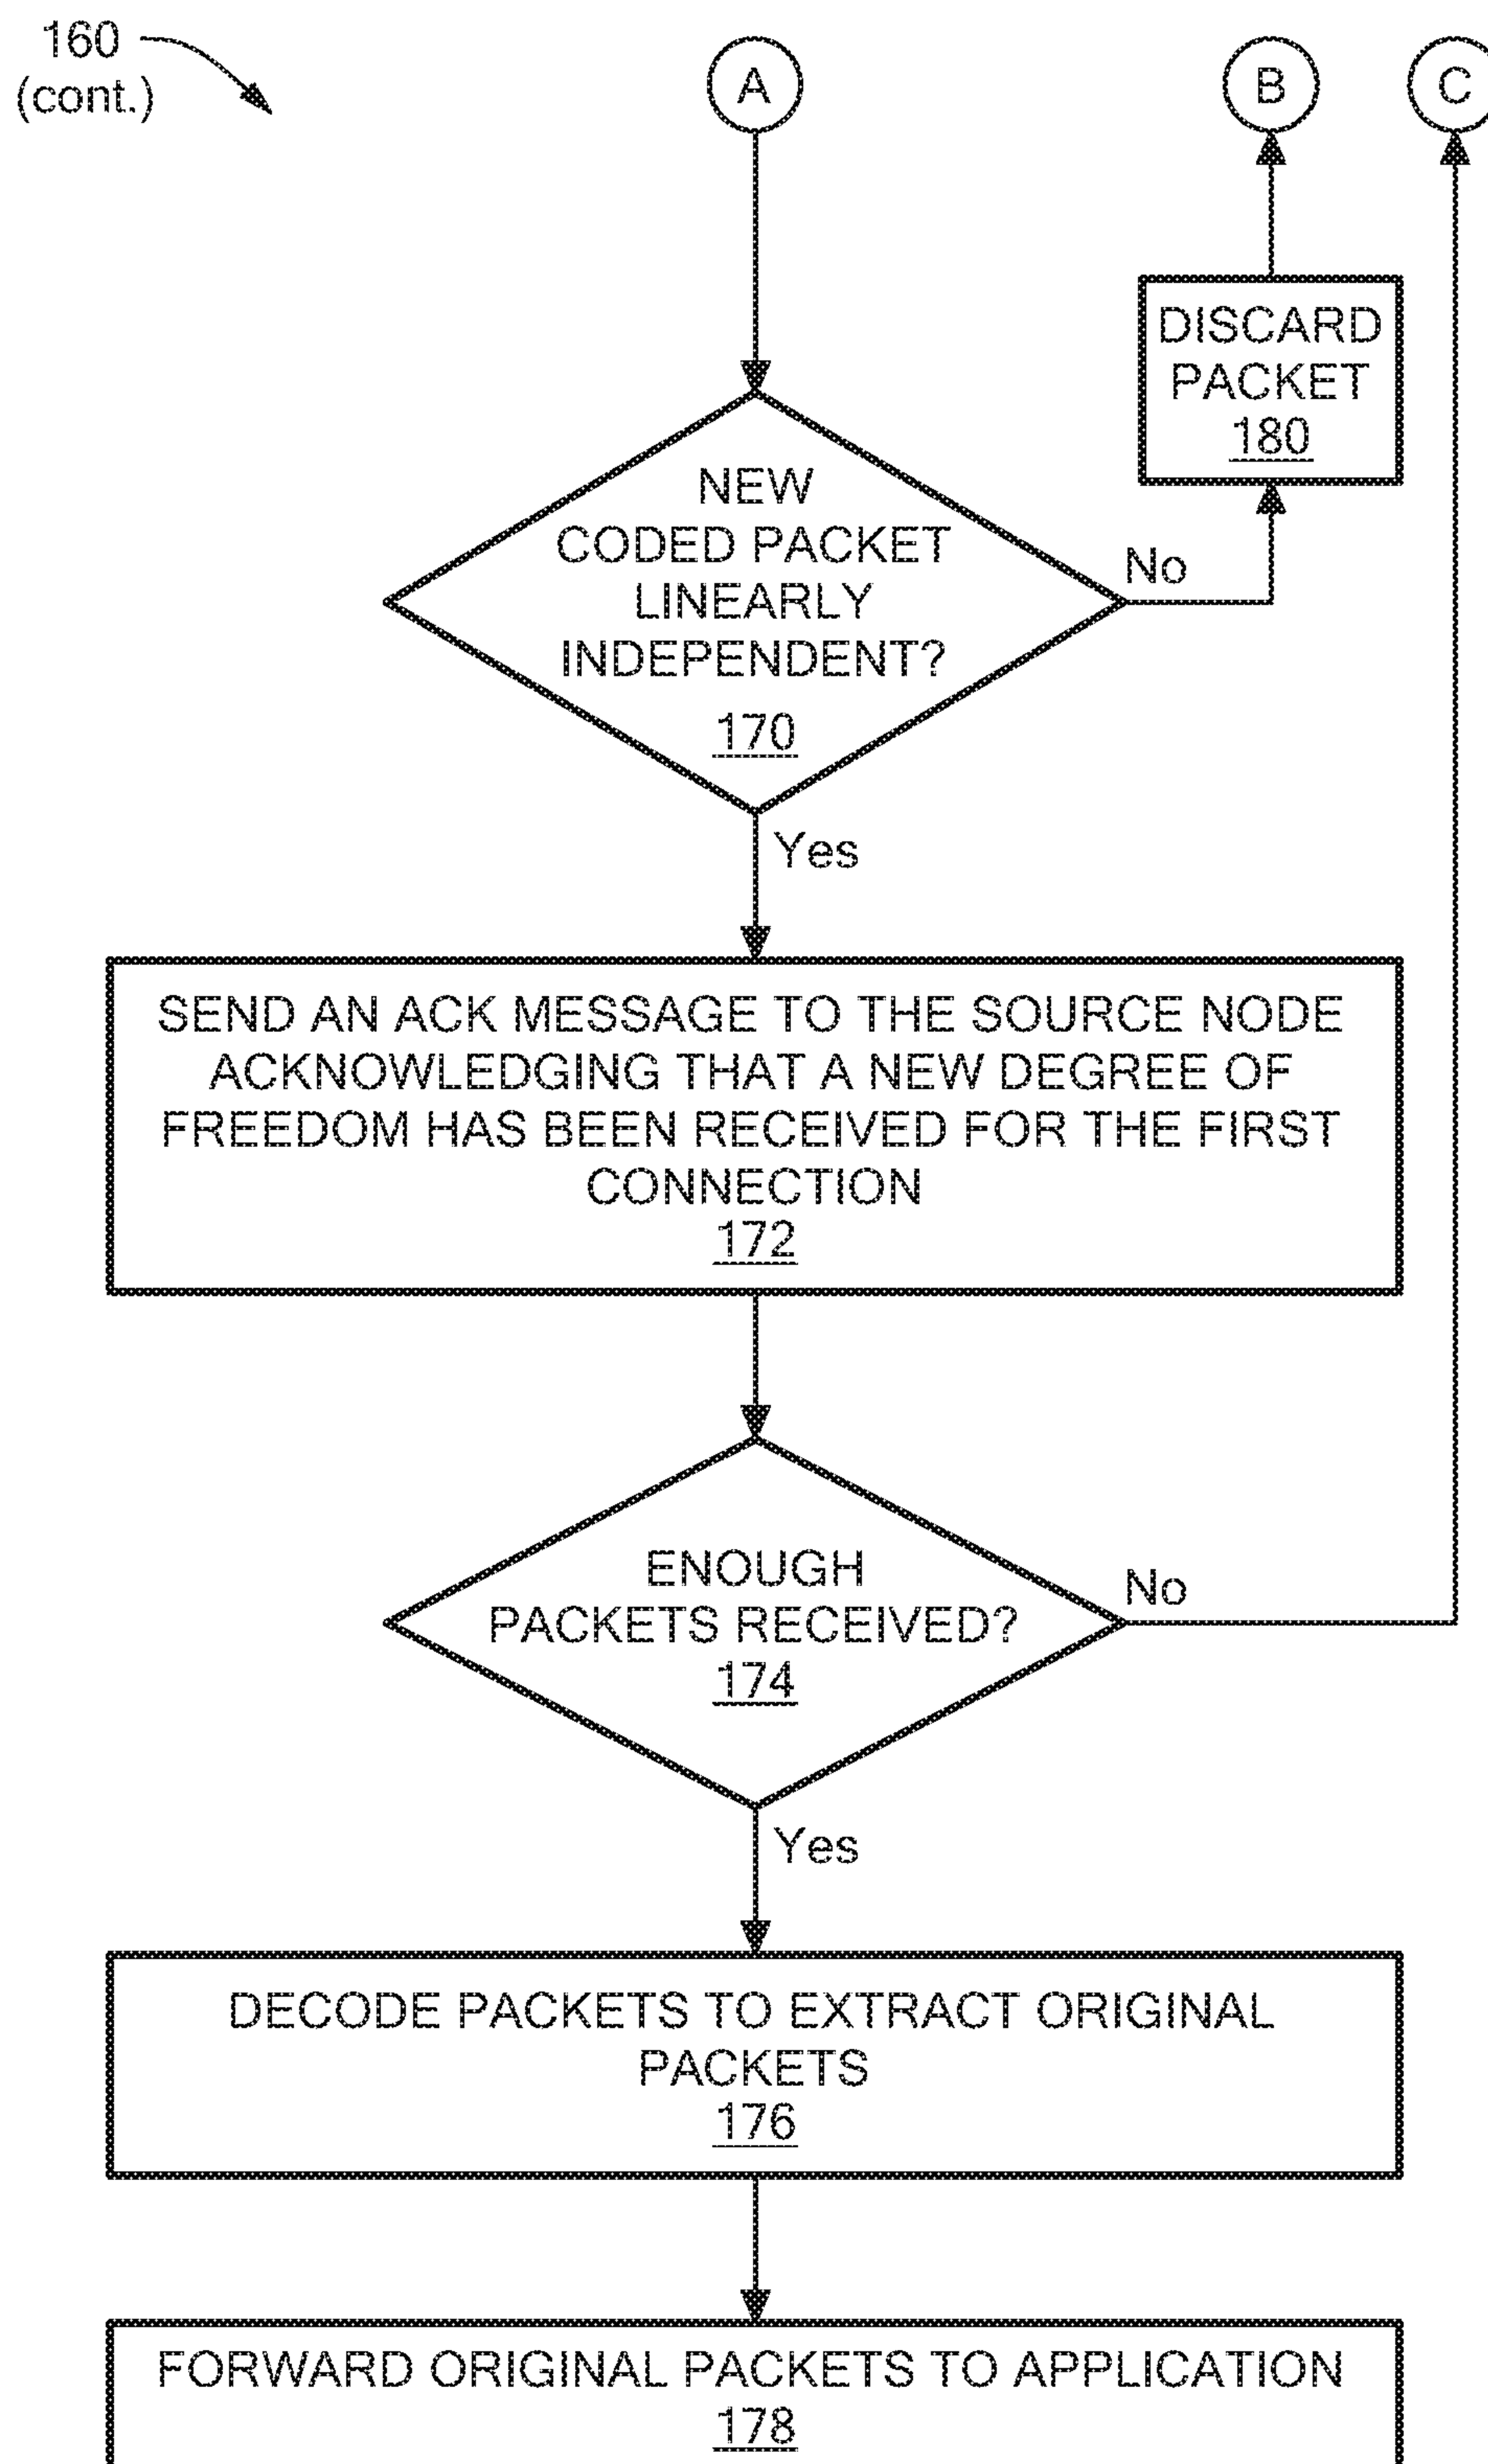 160
(cont.)
A
B
C
DISCARD
PACKET
180
NEW
CODED PACKET
LINEARLY
INDEPENDENT?
170
No
Yes
SEND AN ACK MESSAGE TO THE SOURCE NODE
ACKNOWLEDGING THAT A NEW DEGREE OF
FREEDOM HAS BEEN RECEIVED FOR THE FIRST
CONNECTION
172
ENOUGH
PACKETS RECEIVED?
174
No
Yes
DECODE PACKETS TO EXTRACT ORIGINAL
PACKETS
176
FORWARD ORIGINAL PACKETS TO APPLICATION
178